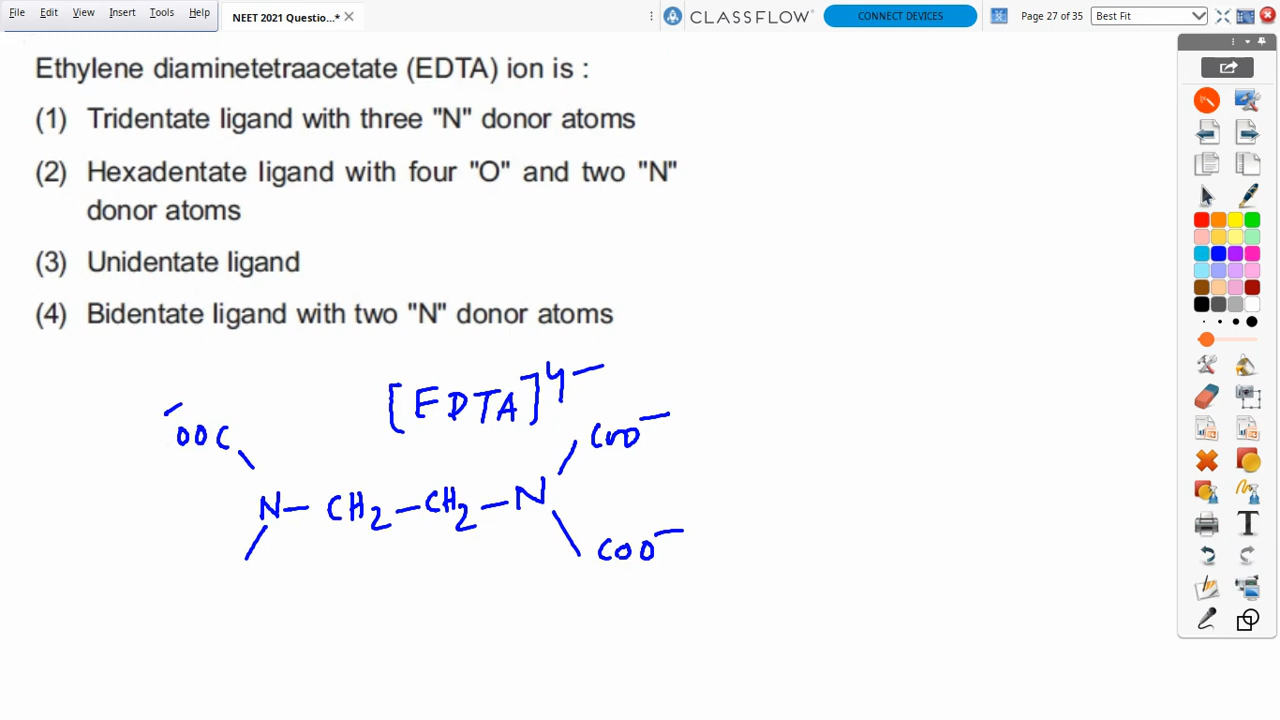 File Edit View Insert Tools Help NEET 2021 Questio...* CLASSFLOW CONNECT DEVICES Page 27 of 35 Best Fit
Ethylene diaminetetraacetate (EDTA) ion is :
(1) Tridentate ligand with three "N" donor atoms
(2) Hexadentate ligand with four "O" and two "N"
donor atoms
(3) Unidentate ligand
(4) Bidentate ligand with two "N" donor atoms
[EDTA]⁴⁻
⁻OOC COO⁻
N-CH₂-CH₂-N
COO⁻